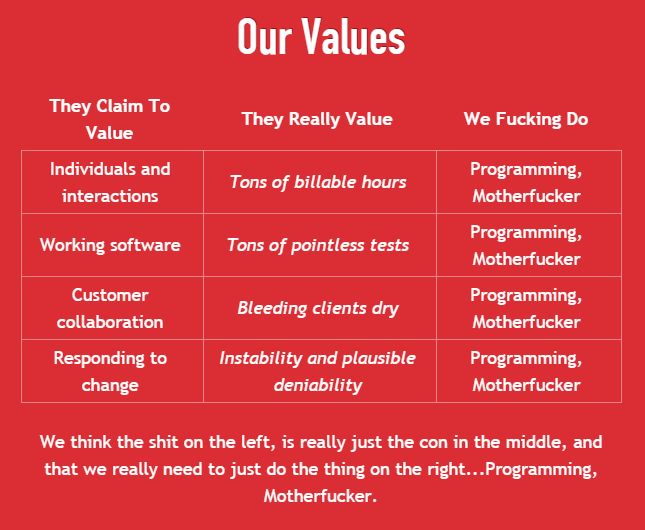 Our Values
They Claim To
Value
They Really Value
We Fucking Do
Individuals and
interactions
Tons of billable hours
Programming,
Motherfucker
Working software
Tons of pointless tests
Programming,
Motherfucker
Customer
collaboration
Bleeding clients dry
Programming,
Motherfucker
Responding to
change
Instability and plausible
deniability
Programming,
Motherfucker
We think the shit on the left, is really just the con in the middle, and
that we really need to just do the thing on the right...Programming,
Motherfucker.